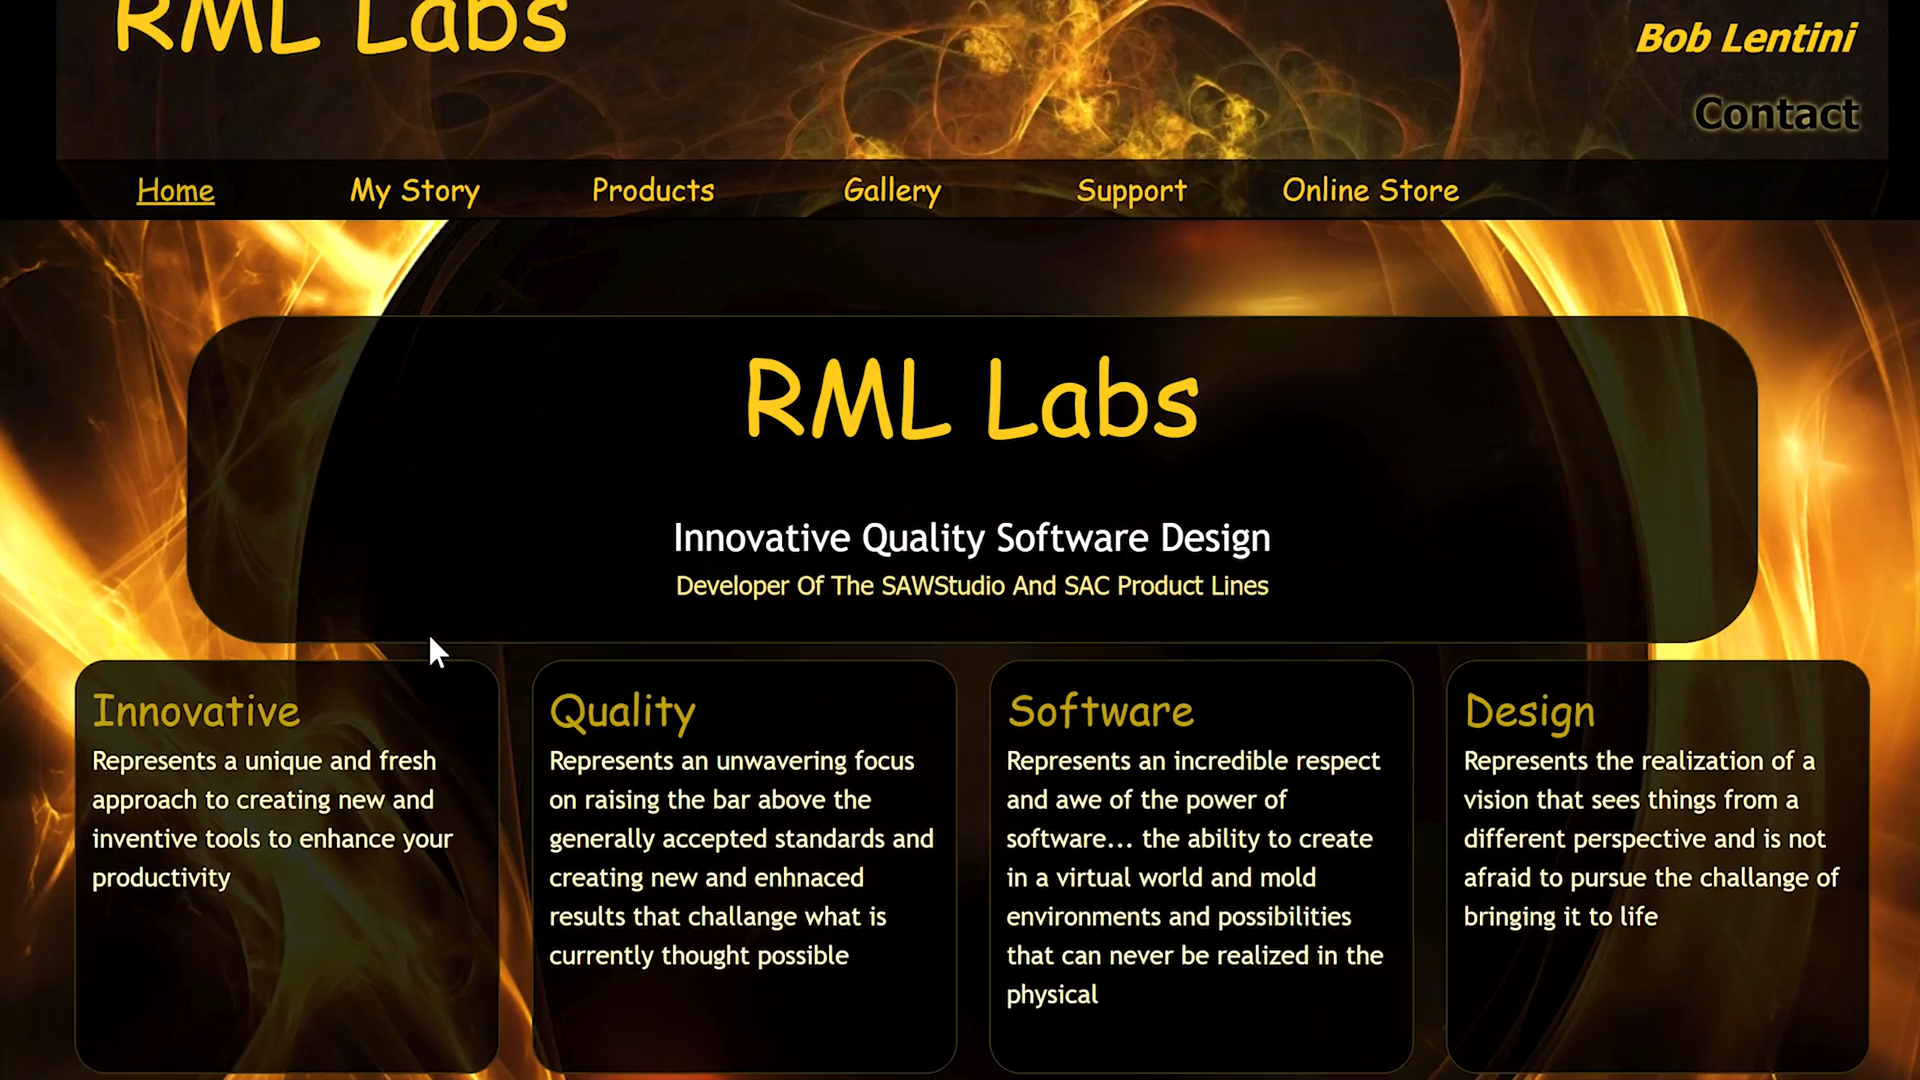 RML Labs
Bob Lentini
Contact
Home My Story Products Gallery Support Online Store
RML Labs
Innovative Quality Software Design
Developer Of The SAWStudio And SAC Product Lines
Innovative
Represents a unique and fresh
approach to creating new and
inventive tools to enhance your
productivity
Quality
Represents an unwavering focus
on raising the bar above the
generally accepted standards and
creating new and enhnaced
results that challange what is
currently thought possible
Software
Represents an incredible respect
and awe of the power of
software... the ability to create
in a virtual world and mold
environments and possibilities
that can never be realized in the
physical
Design
Represents the realization of a
vision that sees things from a
different perspective and is not
afraid to pursue the challange of
bringing it to life